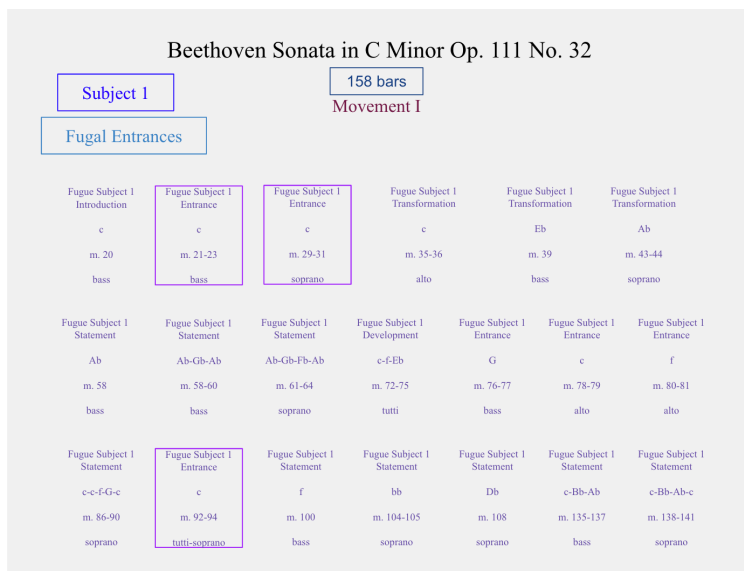 Beethoven Sonata in C Minor Op. 111 No. 32
158 bars
Subject 1
Movement I
Fugal Entrances
Fugue Subject 1 Fugue Subject 1 Fugue Subject 1 Fugue Subject 1 Fugue Subject 1 Fugue Subject 1
Introduction Entrance Entrance Transformation Transformation Transformation
c c c c Eb Ab
m. 20 m. 21-23 m. 29-31 m. 35-36 m. 39 m. 43-44
bass bass soprano alto bass soprano
Fugue Subject 1 Fugue Subject 1 Fugue Subject 1 Fugue Subject 1 Fugue Subject 1 Fugue Subject 1 Fugue Subject 1
Statement Statement Statement Development Entrance Entrance Entrance
Ab Ab-Gb-Ab Ab-Gb-Fb-Ab c-f-Eb G c f
m. 58 m. 58-60 m. 61-64 m. 72-75 m. 76-77 m. 78-79 m. 80-81
bass bass soprano tutti bass alto alto
Fugue Subject 1 Fugue Subject 1 Fugue Subject 1 Fugue Subject 1 Fugue Subject 1 Fugue Subject 1 Fugue Subject 1
Statement Entrance Statement Statement Statement Statement Statement
c-c-f-G-c c f bb Db c-Bb-Ab c-Bb-Ab-c
m. 86-90 m. 92-94 m. 100 m. 104-105 m. 108 m. 135-137 m. 138-141
soprano tutti-soprano bass soprano soprano bass soprano